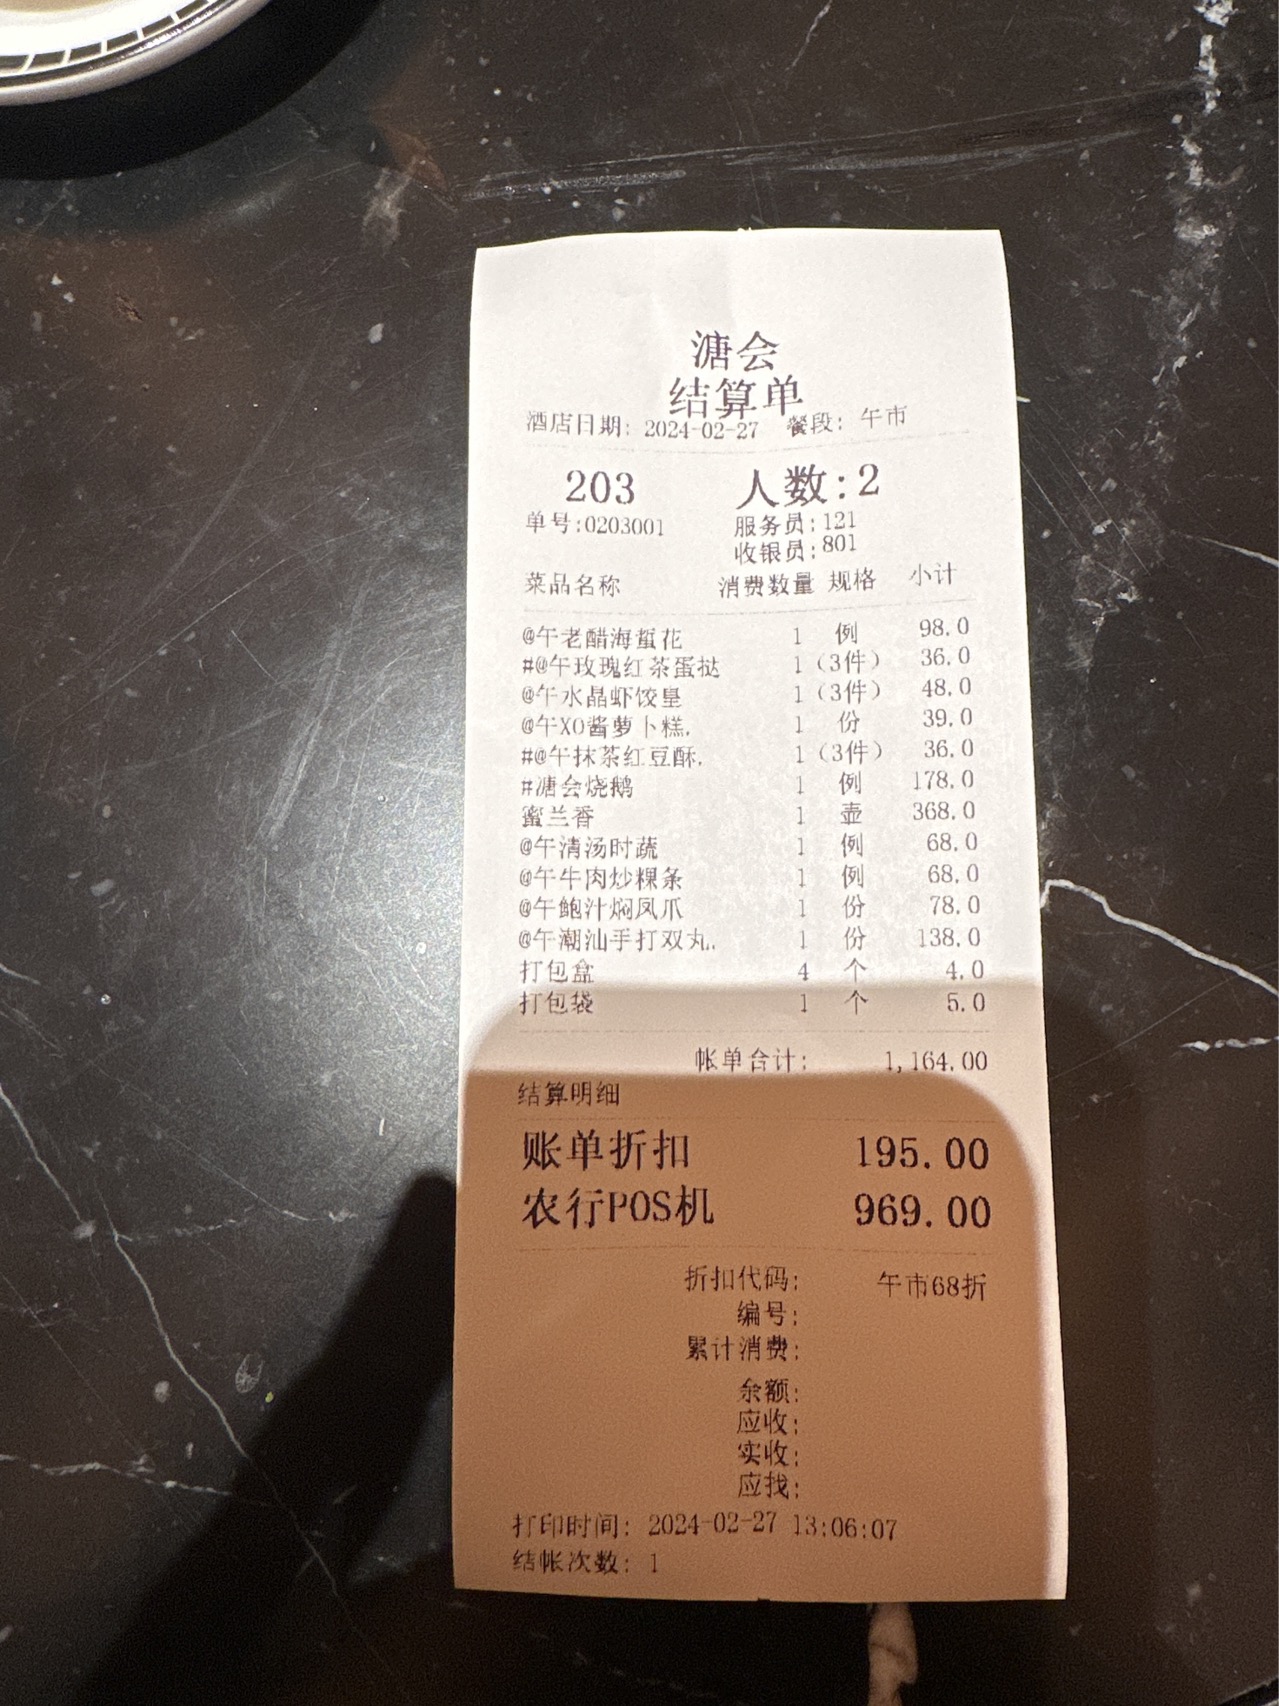 溏会
结算单
酒店日期: 2024-02-27 餐段: 午市
203 人数:2
单号:0203001 服务员:121
收银员:801
菜品名称 消费数量 规格 小计
@午老醋海蜇花 1 例 98.0
#@午玫瑰红茶蛋挞 1 (3件) 36.0
@午水晶虾饺皇 1 (3件) 48.0
@午XO酱萝卜糕. 1 份 39.0
#@午抹茶红豆酥. 1 (3件) 36.0
#溏会烧鹅 1 例 178.0
蜜兰香 1 壶 368.0
@午清汤时蔬 1 例 68.0
@午牛肉炒粿条 1 例 68.0
@午鲍汁焖凤爪 1 份 78.0
@午潮汕手打双丸. 1 份 138.0
打包盒 4 个 4.0
打包袋 1 个 5.0
帐单合计: 1,164.00
结算明细
账单折扣 195.00
农行POS机 969.00
折扣代码: 午市68折
编号:
累计消费:
余额:
应收:
实收:
应找:
打印时间: 2024-02-27 13:06:07
结帐次数: 1